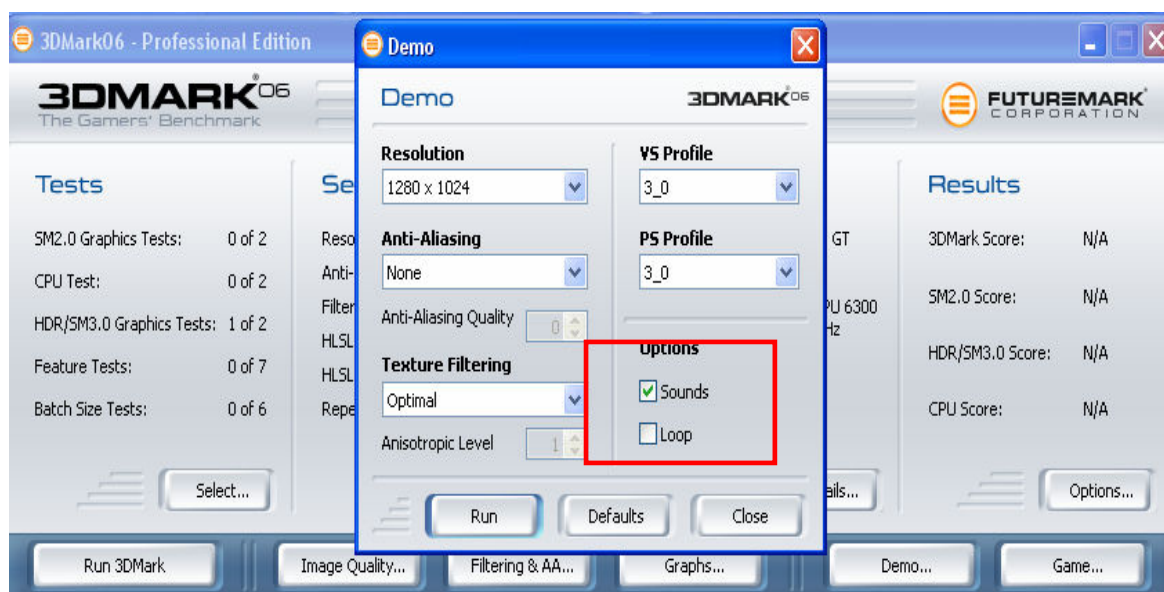 3DMark06 - Professional Edition
3DMARK®06
The Gamers' Benchmark
FUTUREMARK®
CORPORATION
Tests
SM2.0 Graphics Tests: 0 of 2
CPU Test: 0 of 2
HDR/SM3.0 Graphics Tests: 1 of 2
Feature Tests: 0 of 7
Batch Size Tests: 0 of 6
Select...
Se
Reso
Anti-
Filter
HLSL
HLSL
Repe
Demo
Demo
3DMARK®06
Resolution
1280 x 1024
Anti-Aliasing
None
Anti-Aliasing Quality 0
Texture Filtering
Optimal
Anisotropic Level 1
VS Profile
3_0
PS Profile
3_0
Options
Sounds
Loop
Run Defaults Close
GT
PU 6300
Hz
ails...
Results
3DMark Score: N/A
SM2.0 Score: N/A
HDR/SM3.0 Score: N/A
CPU Score: N/A
Options...
Run 3DMark Image Quality... Filtering & AA... Graphs... Demo... Game...